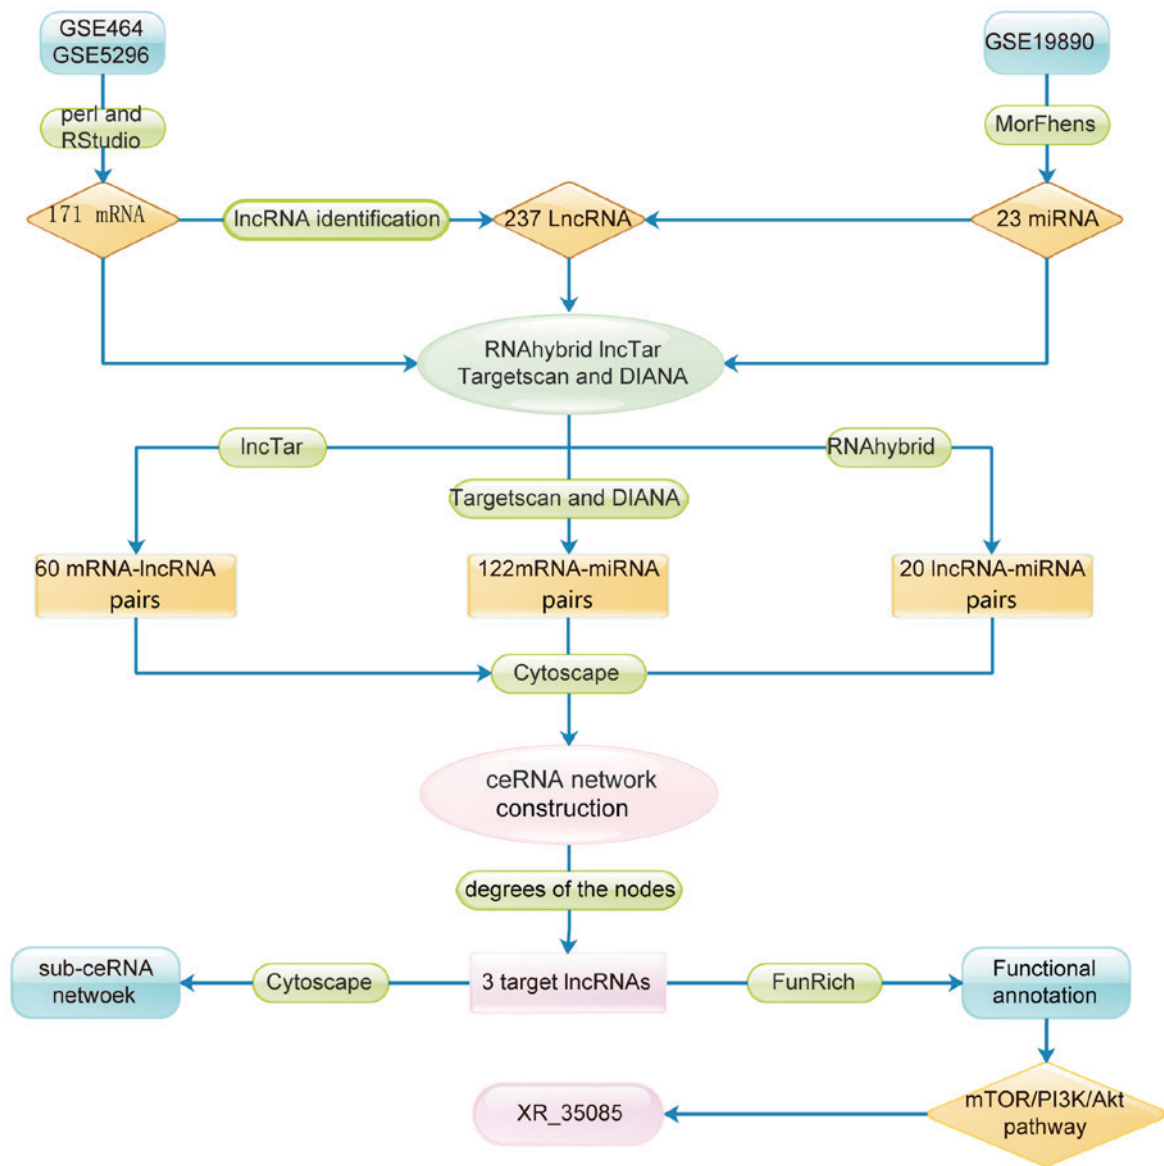 GSE464
GSE5296
GSE19890
perl and
RStudio
MorFhens
171 mRNA
lncRNA identification
237 LncRNA
23 miRNA
RNAhybrid lncTar
Targetscan and DIANA
lncTar
RNAhybrid
Targetscan and DIANA
60 mRNA-lncRNA
pairs
122mRNA-miRNA
pairs
20 lncRNA-miRNA
pairs
Cytoscape
ceRNA network
construction
degrees of the nodes
sub-ceRNA
netwoek
Cytoscape
3 target lncRNAs
FunRich
Functional
annotation
XR_35085
mTOR/PI3K/Akt
pathway